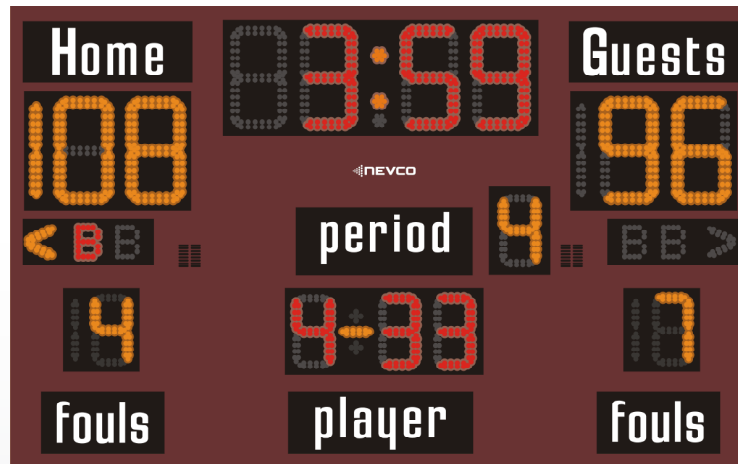 Home 3:59 Guests
108 96
NEVCO
period 4
< B
4 4-33 7
fouls player fouls